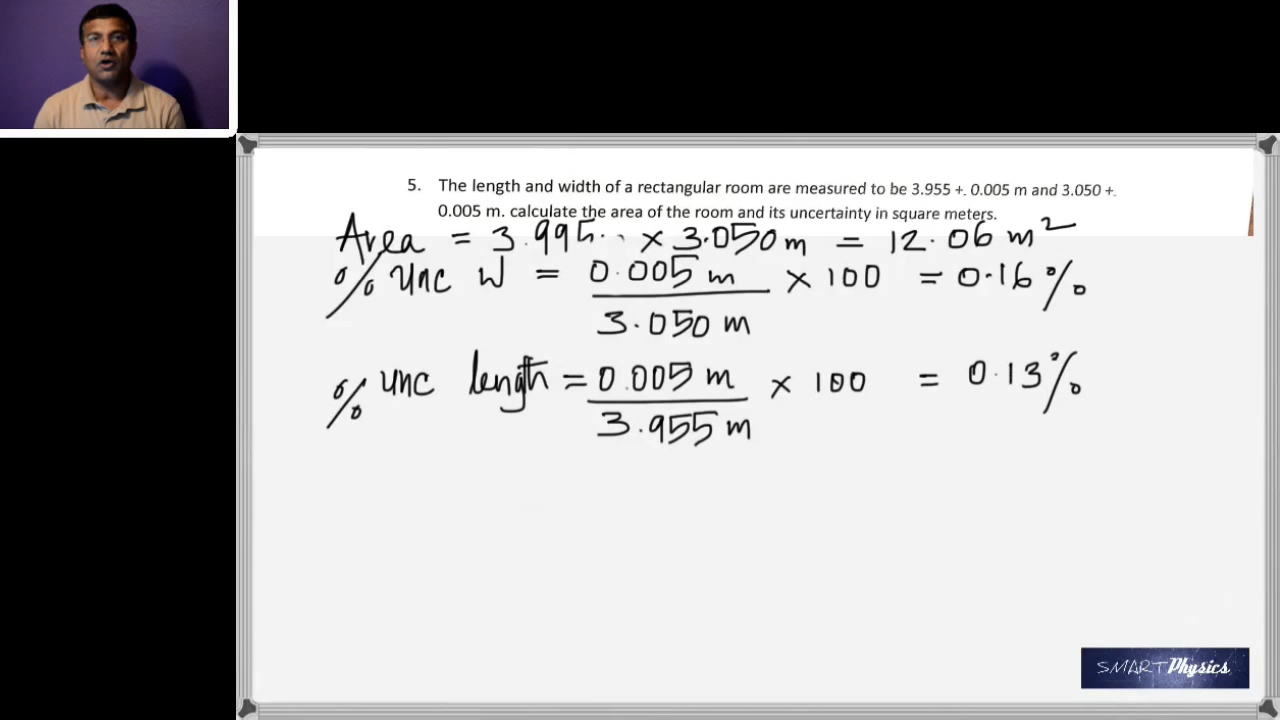 5. The length and width of a rectangular room are measured to be 3.955 +. 0.005 m and 3.050 +.
0.005 m. calculate the area of the room and its uncertainty in square meters.
Area = 3.995.. × 3.050 m = 12.06 m²
% Unc W = 0.005 m / 3.050 m × 100 = 0.16%
% unc length = 0.005 m / 3.955 m × 100 = 0.13%
SMART Physics